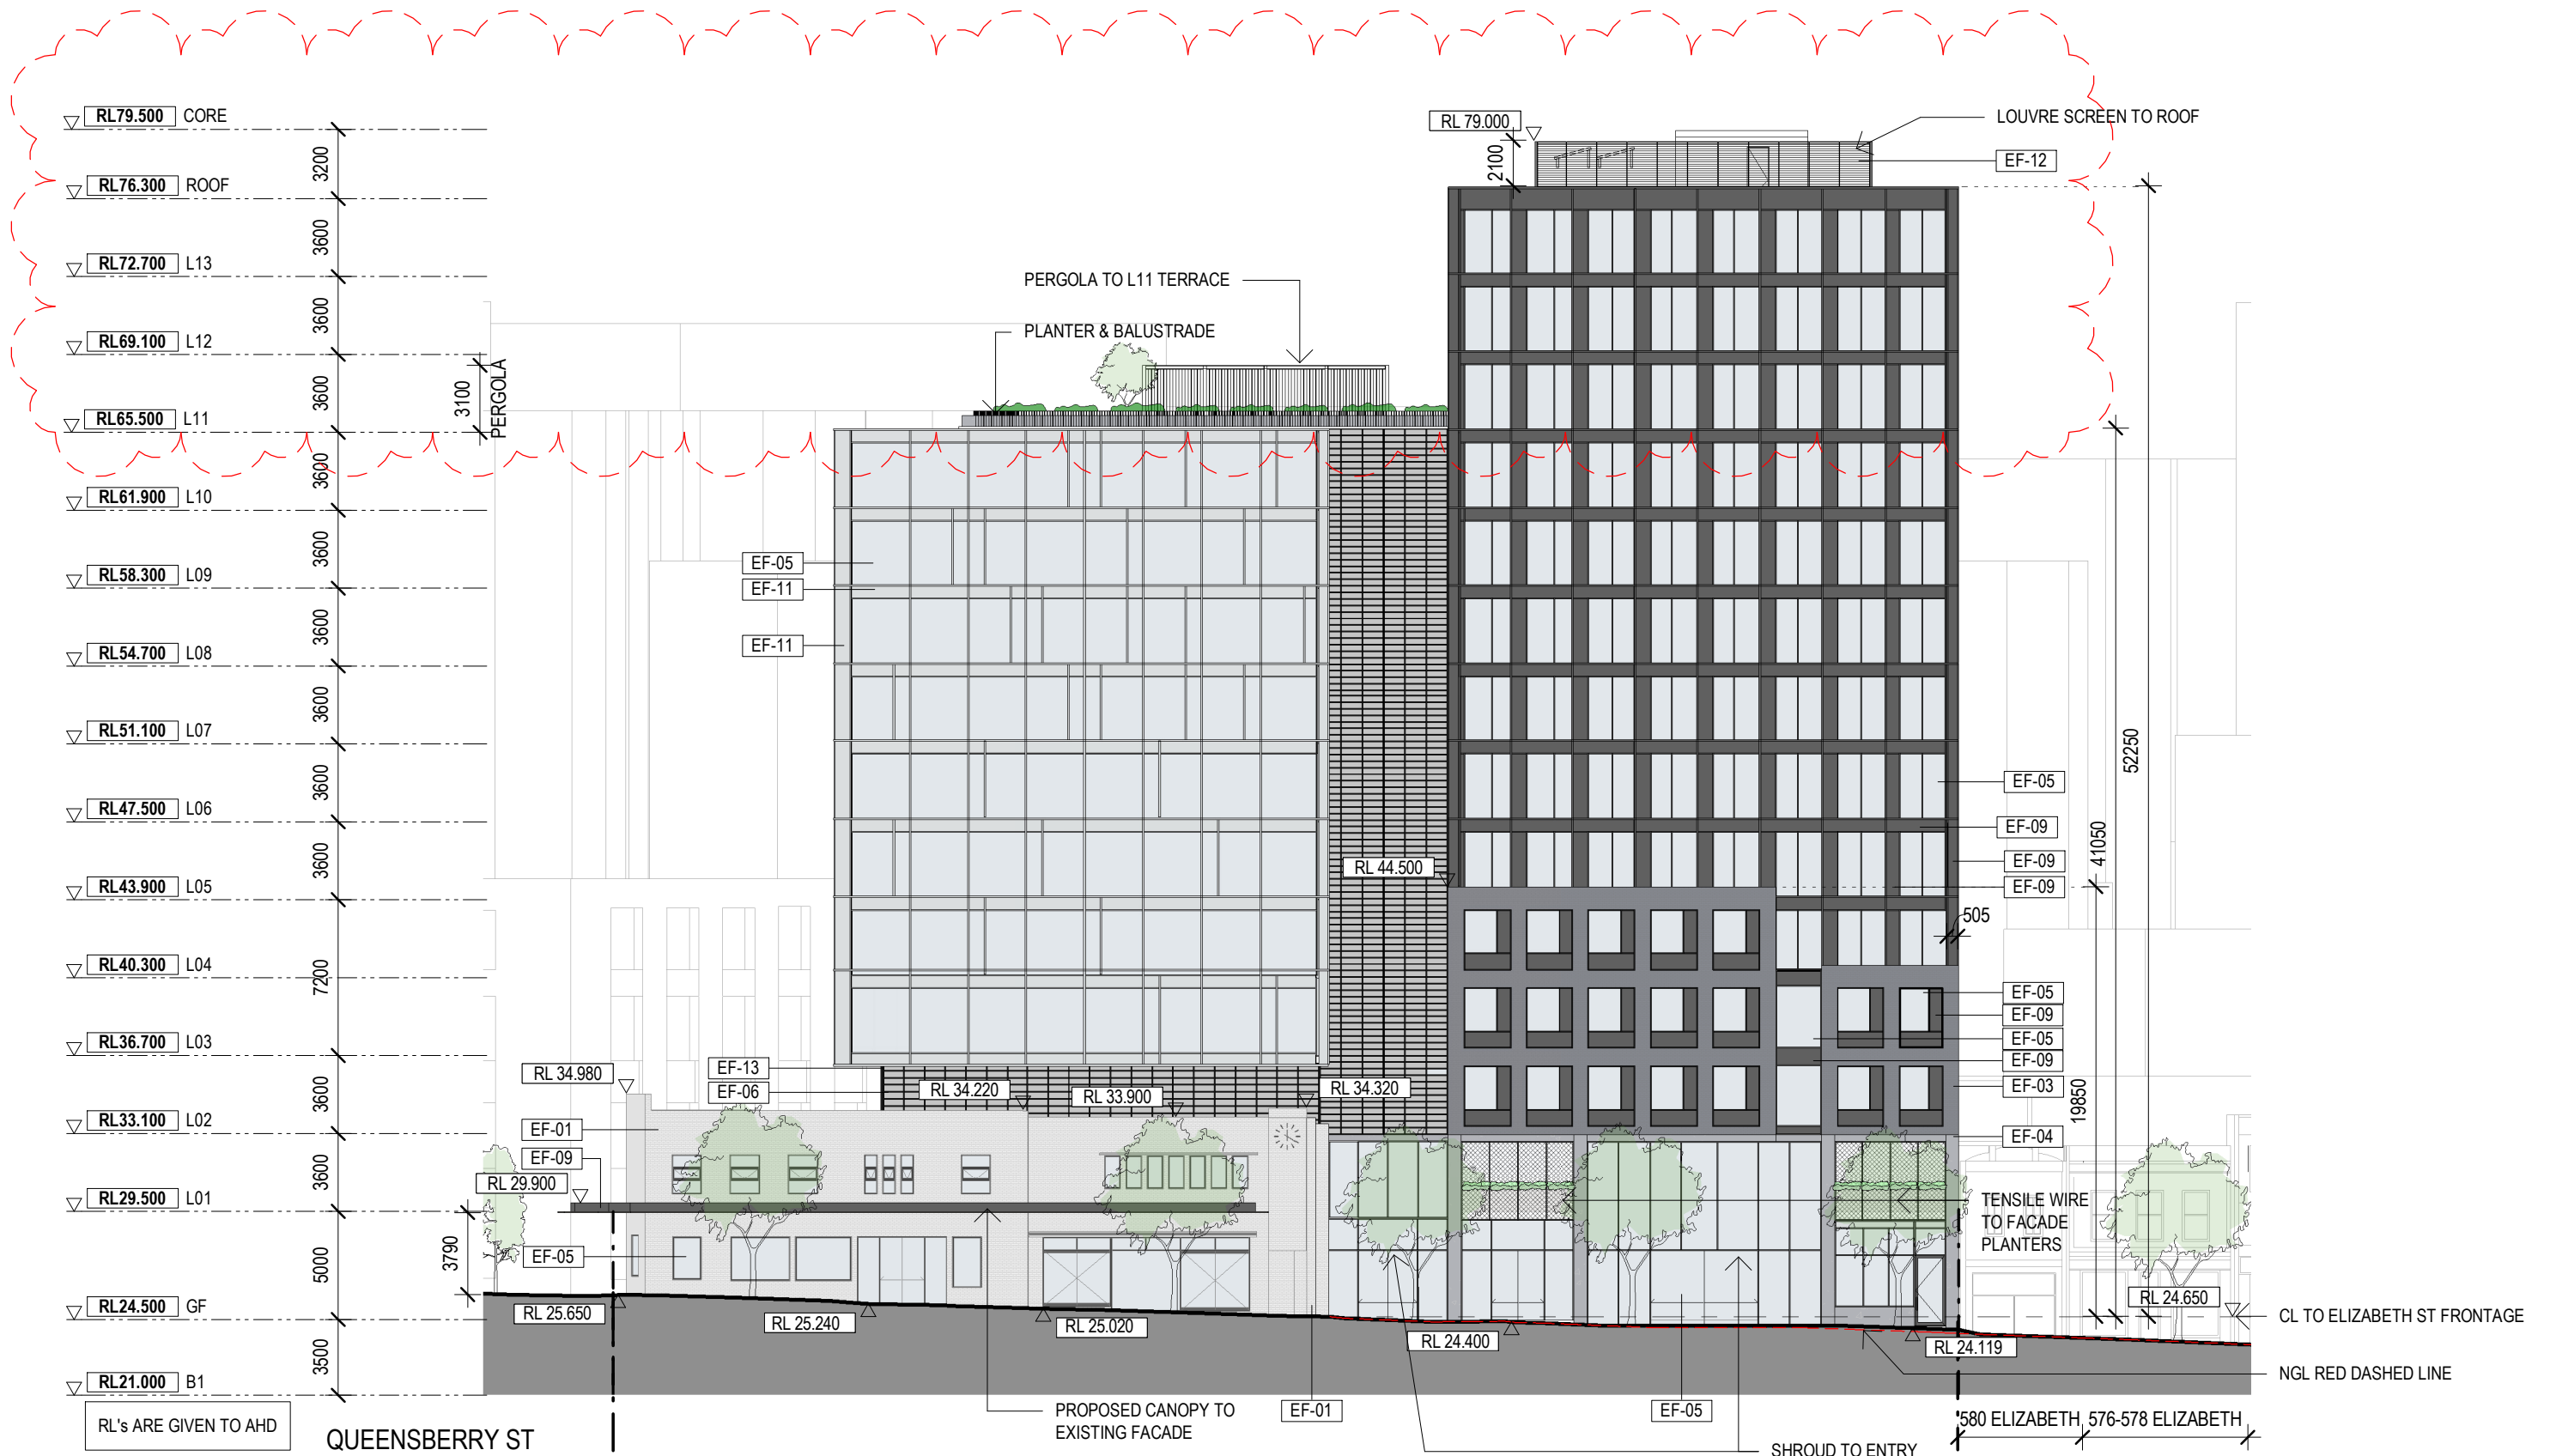 RL79.500 CORE
3200
RL76.300 ROOF
3600
RL72.700 L13
3600
RL69.100 L12
3600
3100
PERGOLA
RL65.500 L11
3600
RL61.900 L10
3600
RL58.300 L09
3600
RL54.700 L08
3600
RL51.100 L07
3600
RL47.500 L06
3600
RL43.900 L05
7200
RL40.300 L04
RL36.700 L03
3600
RL33.100 L02
3600
RL29.500 L01
5000
3790
RL24.500 GF
3500
RL21.000 B1
RL's ARE GIVEN TO AHD
QUEENSBERRY ST
RL 79.000
2100
LOUVRE SCREEN TO ROOF
EF-12
PERGOLA TO L11 TERRACE
PLANTER & BALUSTRADE
EF-05
EF-11
EF-11
RL 44.500
EF-13
EF-06
RL 34.980
RL 34.220
RL 33.900
RL 34.320
EF-01
EF-09
RL 29.900
EF-05
RL 25.650
RL 25.240
RL 25.020
RL 24.400
RL 24.119
RL 24.650
EF-05
EF-09
EF-09
EF-09
505
EF-05
EF-09
EF-05
EF-09
EF-03
EF-04
52250
41050
19850
TENSILE WIRE
TO FACADE
PLANTERS
CL TO ELIZABETH ST FRONTAGE
NGL RED DASHED LINE
PROPOSED CANOPY TO
EXISTING FACADE
EF-01
EF-05
SHROUD TO ENTRY
580 ELIZABETH
576-578 ELIZABETH